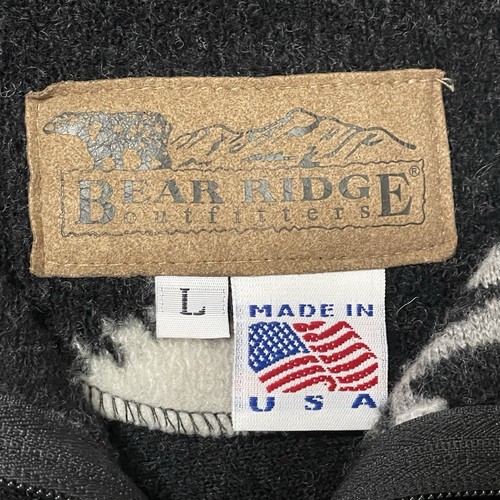 BEAR RIDGE®
outfitters
L
MADE IN
USA